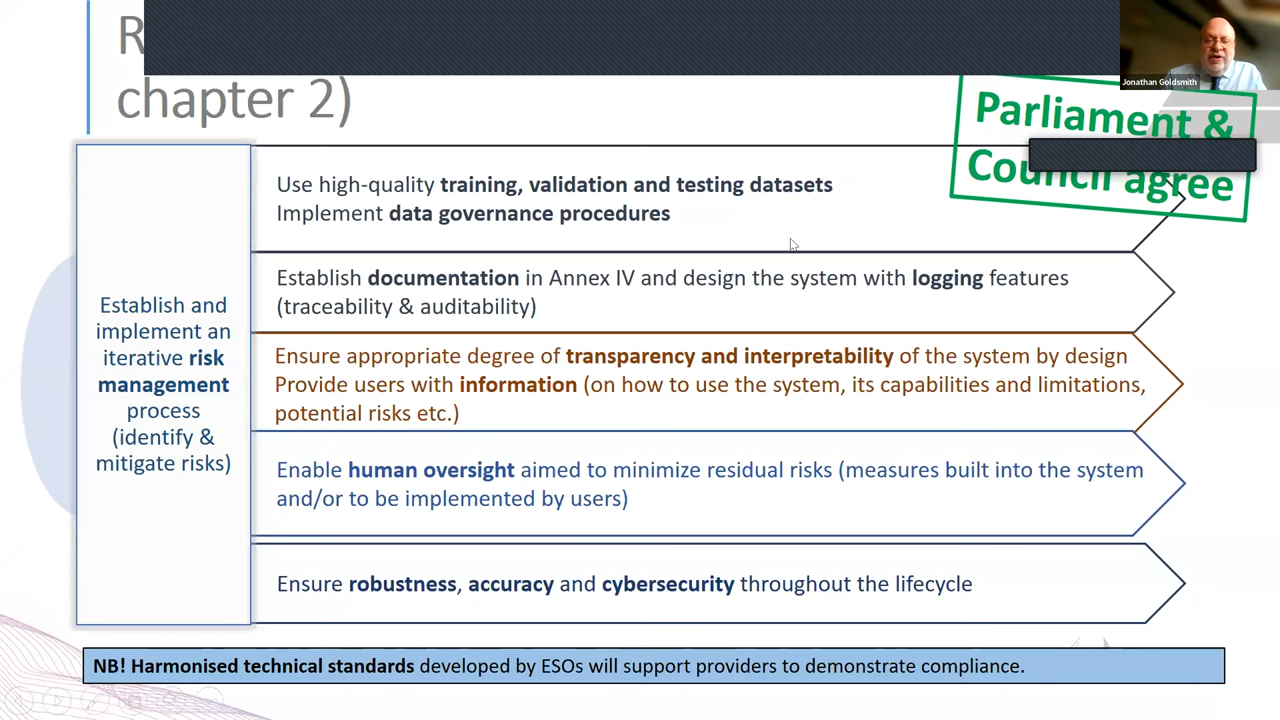 R
chapter 2)
Jonathan Goldsmith
Parliament &
Council agree
Use high-quality training, validation and testing datasets
Implement data governance procedures
Establish documentation in Annex IV and design the system with logging features
(traceability & auditability)
Establish and
implement an
iterative risk
management
process
(identify &
mitigate risks)
Ensure appropriate degree of transparency and interpretability of the system by design
Provide users with information (on how to use the system, its capabilities and limitations,
potential risks etc.)
Enable human oversight aimed to minimize residual risks (measures built into the system
and/or to be implemented by users)
Ensure robustness, accuracy and cybersecurity throughout the lifecycle
NB! Harmonised technical standards developed by ESOs will support providers to demonstrate compliance.